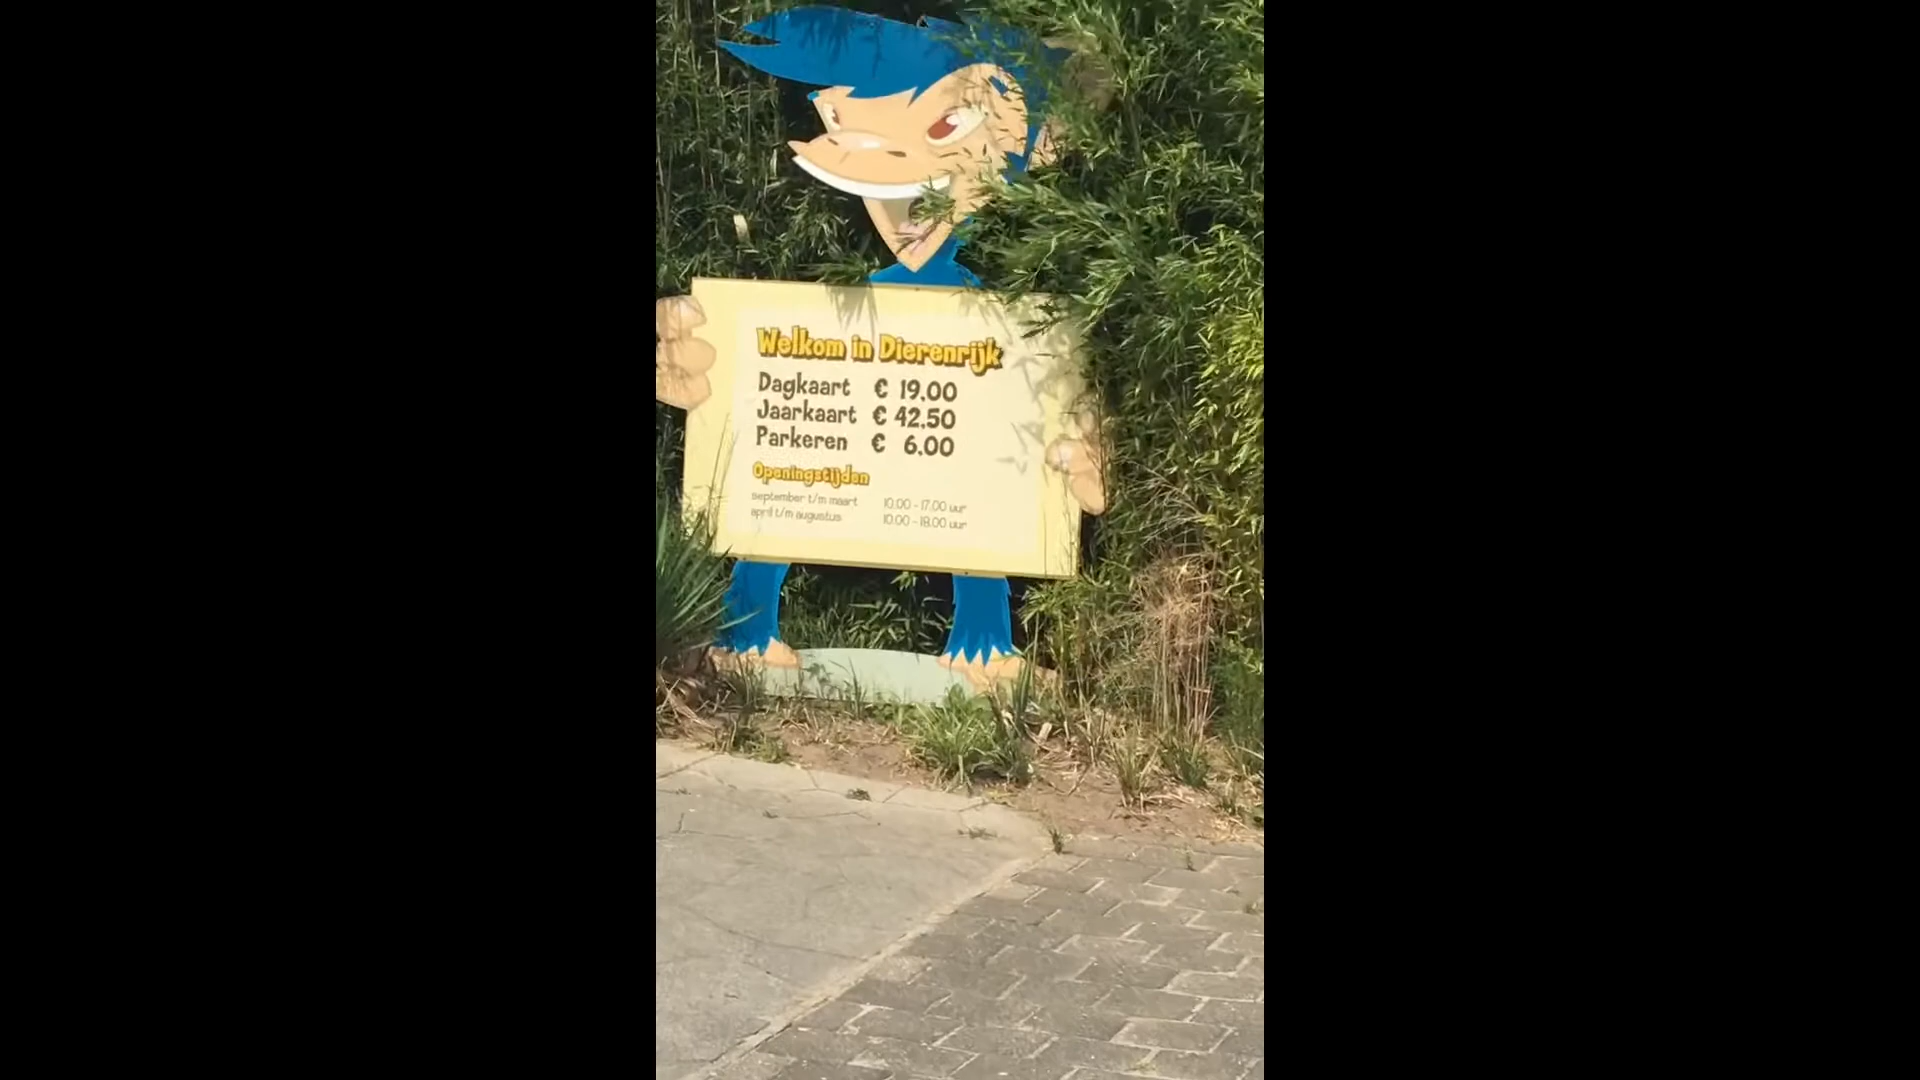 Welkom in Dierenrijk
Dagkaart € 19.00
Jaarkaart € 42.50
Parkeren € 6.00
Openingstijden
september t/m maart 10.00 - 17.00 uur
april t/m augustus 10.00 - 18.00 uur